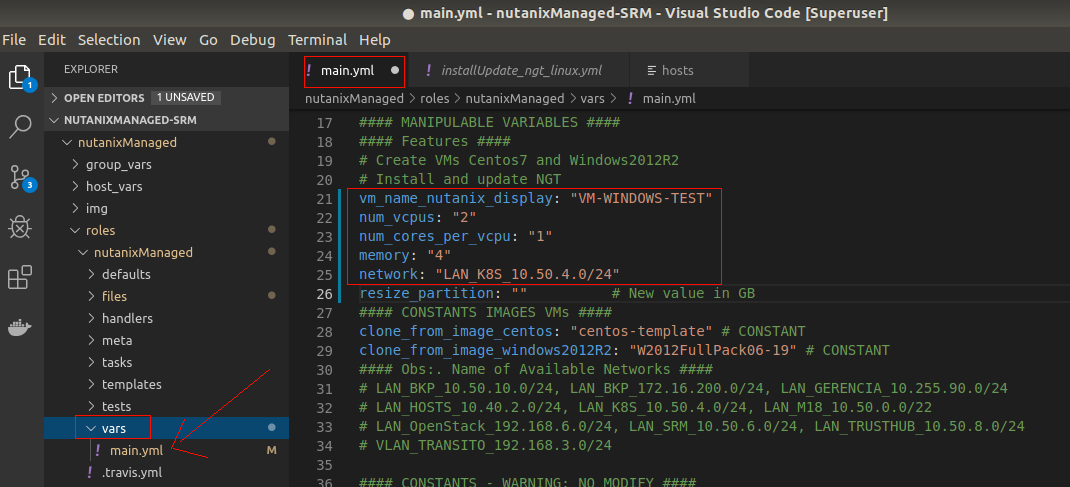 ● main.yml - nutanixManaged-SRM - Visual Studio Code [Superuser]
File Edit Selection View Go Debug Terminal Help
EXPLORER
! main.yml ●
! installUpdate_ngt_linux.yml
hosts
1
OPEN EDITORS 1 UNSAVED
nutanixManaged > roles > nutanixManaged > vars > ! main.yml
NUTANIXMANAGED-SRM
nutanixManaged
group_vars
host_vars
3
img
roles
nutanixManaged
defaults
files
handlers
meta
tasks
templates
tests
vars
! main.yml M
! .travis.yml
17 #### MANIPULABLE VARIABLES ####
18 #### Features ####
19 # Create VMs Centos7 and Windows2012R2
20 # Install and update NGT
21 vm_name_nutanix_display: "VM-WINDOWS-TEST"
22 num_vcpus: "2"
23 num_cores_per_vcpu: "1"
24 memory: "4"
25 network: "LAN_K8S_10.50.4.0/24"
26 resize_partition: "" # New value in GB
27 #### CONSTANTS IMAGES VMs ####
28 clone_from_image_centos: "centos-template" # CONSTANT
29 clone_from_image_windows2012R2: "W2012FullPack06-19" # CONSTANT
30 #### Obs:. Name of Available Networks ####
31 # LAN_BKP_10.50.10.0/24, LAN_BKP_172.16.200.0/24, LAN_GERENCIA_10.255.90.0/24
32 # LAN_HOSTS_10.40.2.0/24, LAN_K8S_10.50.4.0/24, LAN_M18_10.50.0.0/22
33 # LAN_OpenStack_192.168.6.0/24, LAN_SRM_10.50.6.0/24, LAN_TRUSTHUB_10.50.8.0/24
34 # VLAN_TRANSITO_192.168.3.0/24
35
36 #### CONSTANTS - WARNING: NO MODIFY ####